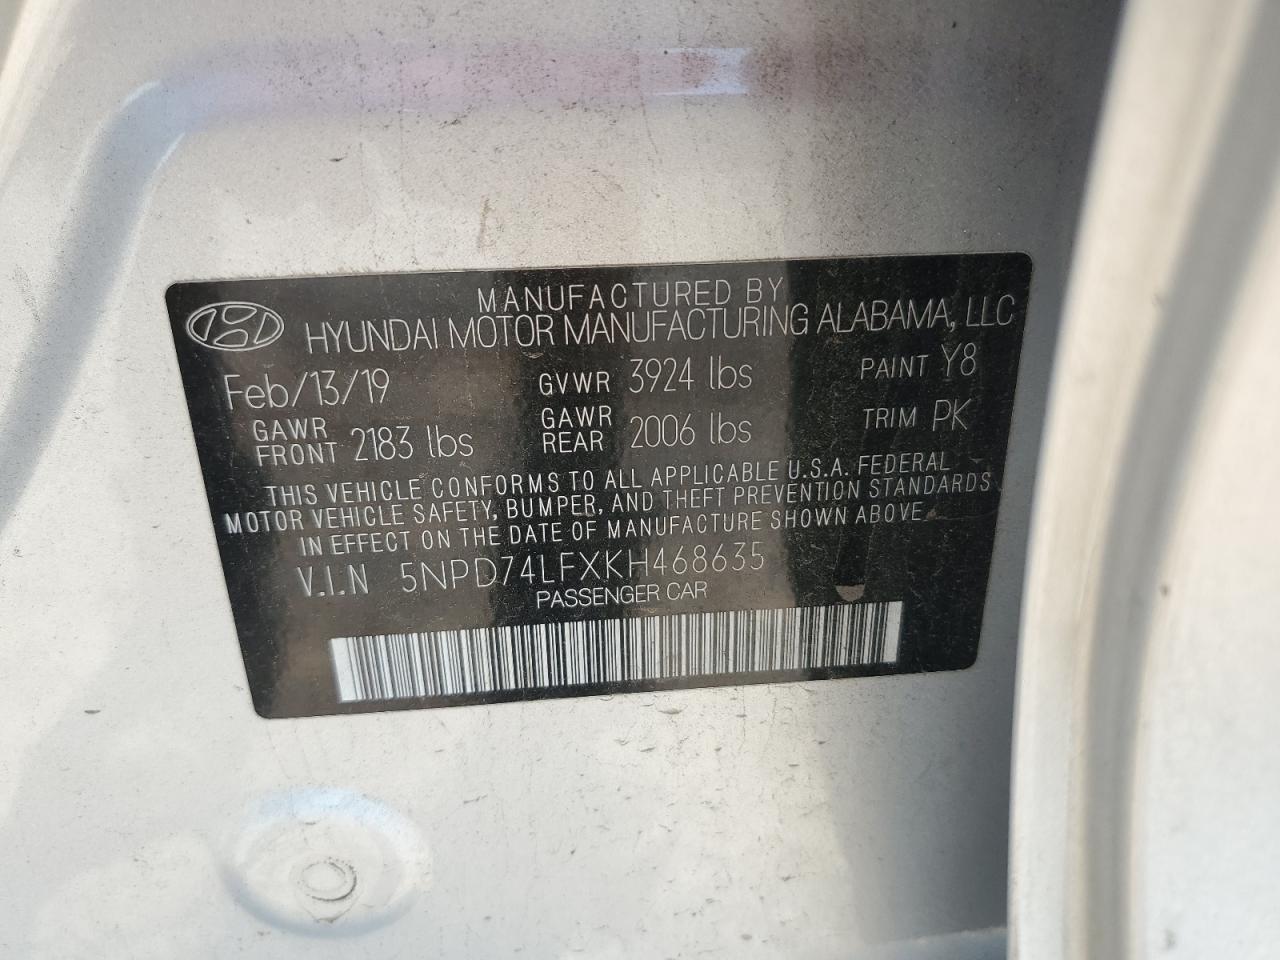 MANUFACTURED BY
HYUNDAI MOTOR MANUFACTURING ALABAMA, LLC
Feb/13/19 GVWR 3924 lbs PAINT Y8
GAWR FRONT 2183 lbs GAWR REAR 2006 lbs TRIM PK
THIS VEHICLE CONFORMS TO ALL APPLICABLE U.S.A. FEDERAL
MOTOR VEHICLE SAFETY, BUMPER, AND THEFT PREVENTION STANDARDS
IN EFFECT ON THE DATE OF MANUFACTURE SHOWN ABOVE.
V.I.N 5NPD74LFXKH468635
PASSENGER CAR